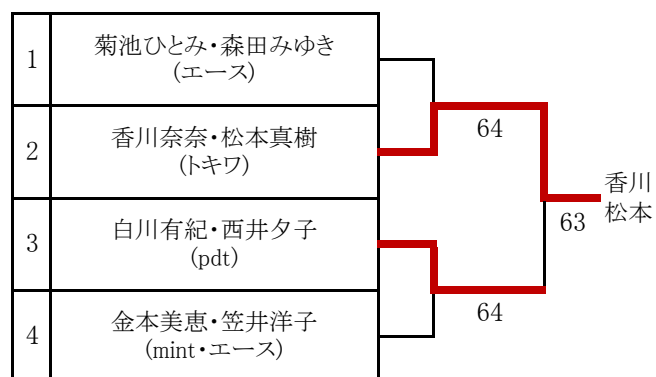 1
菊池ひとみ・森田みゆき
(エース)
2
香川奈奈・松本真樹
(トキワ)
3
白川有紀・西井夕子
(pdt)
4
金本美恵・笠井洋子
(mint・エース)
64
64
63
香川
松本